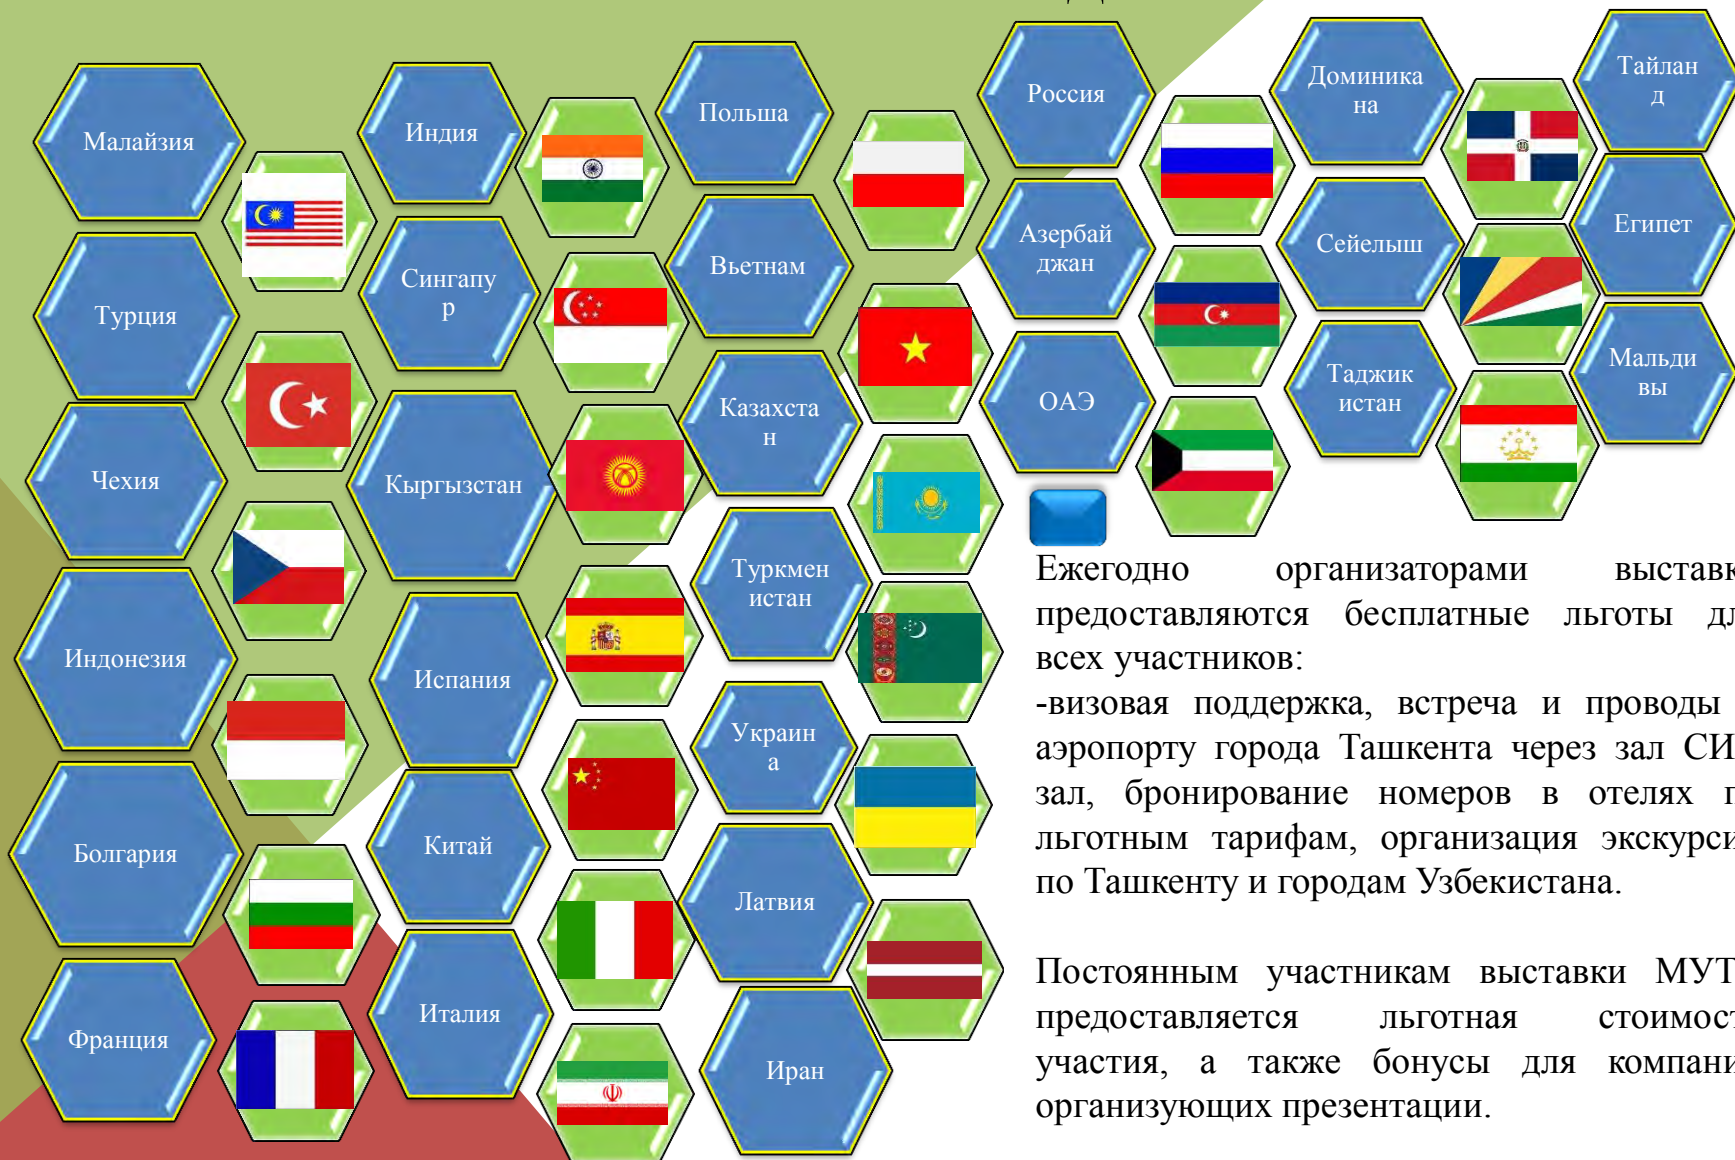 Малайзия
Турция
Чехия
Индонезия
Болгария
Франция
Индия
Сингапу
р
Кыргызстан
Испания
Китай
Италия
Польша
Вьетнам
Казахста
н
Туркмен
истан
Украин
а
Латвия
Иран
Россия
Азербай
джан
ОАЭ
Доминика
на
Сейелыш
Таджик
истан
Тайлан
д
Египет
Мальди
вы
Ежегодно организаторами выставк
предоставляются бесплатные льготы дл
всех участников:
-визовая поддержка, встреча и проводы
аэропорту города Ташкента через зал СИ
зал, бронирование номеров в отелях п
льготным тарифам, организация экскурси
по Ташкенту и городам Узбекистана.
Постоянным участникам выставки МУТ
предоставляется льготная стоимост
участия, а также бонусы для компани
организующих презентации.